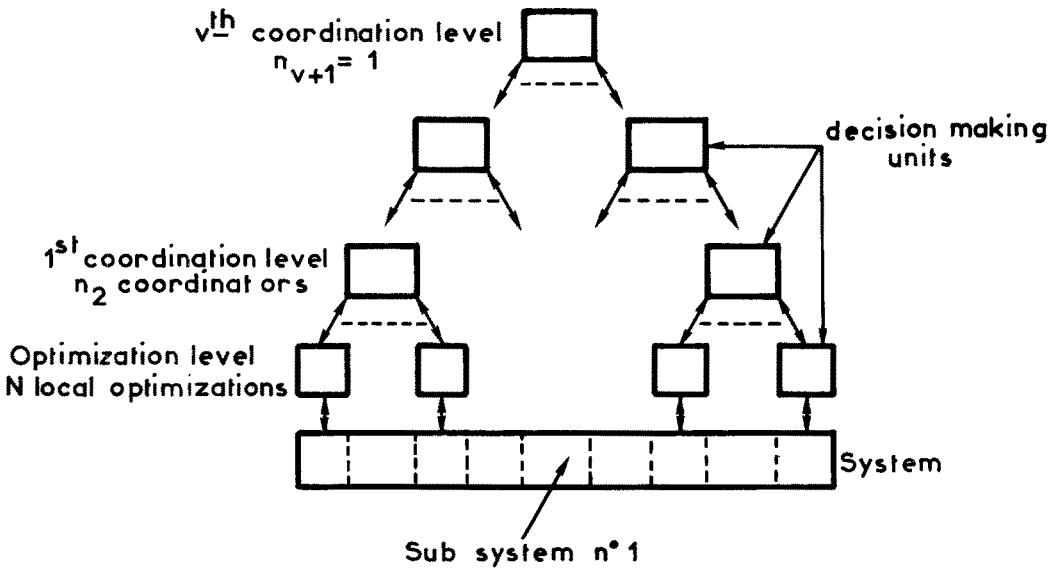 vth coordination level
nv+1 = 1
decision making
units
1st coordination level
n2 coordinators
Optimization level
N local optimizations
System
Sub system n° 1